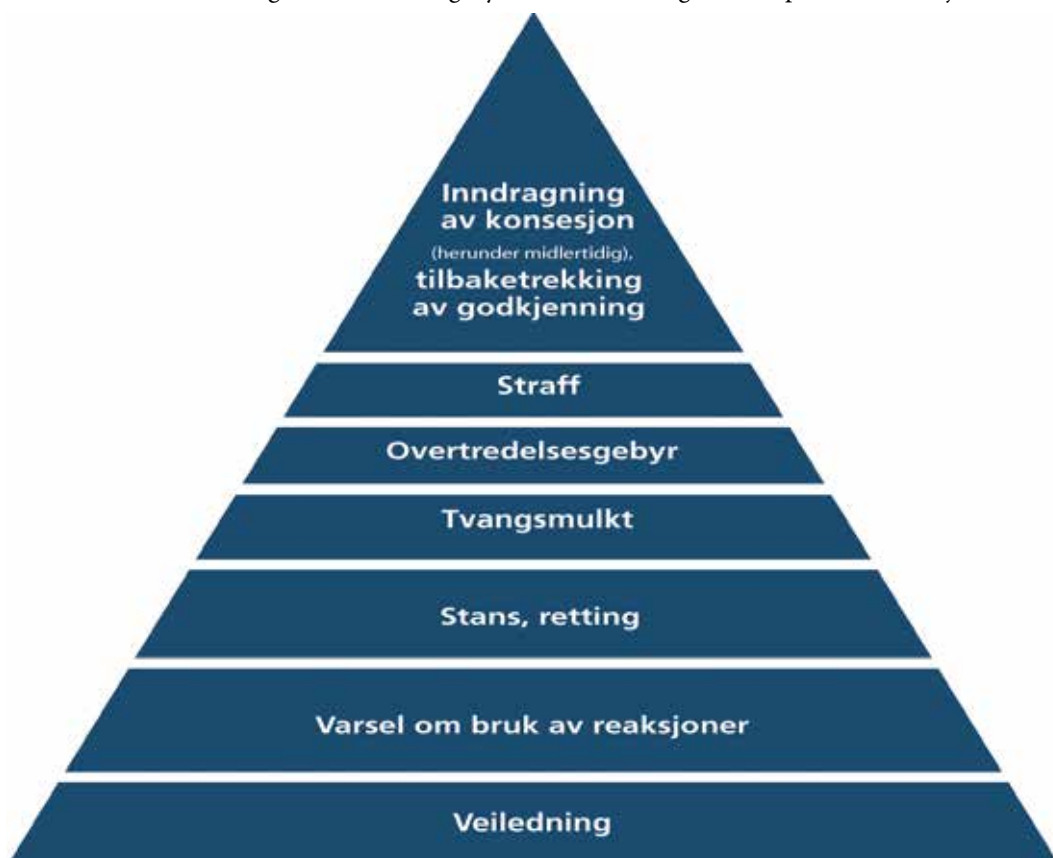 Inndragning
av konsesjon
(herunder midlertidig),
tilbaketrekking
av godkjenning
Straff
Overtredelsesgebyr
Tvangsmulkt
Stans, retting
Varsel om bruk av reaksjoner
Veiledning